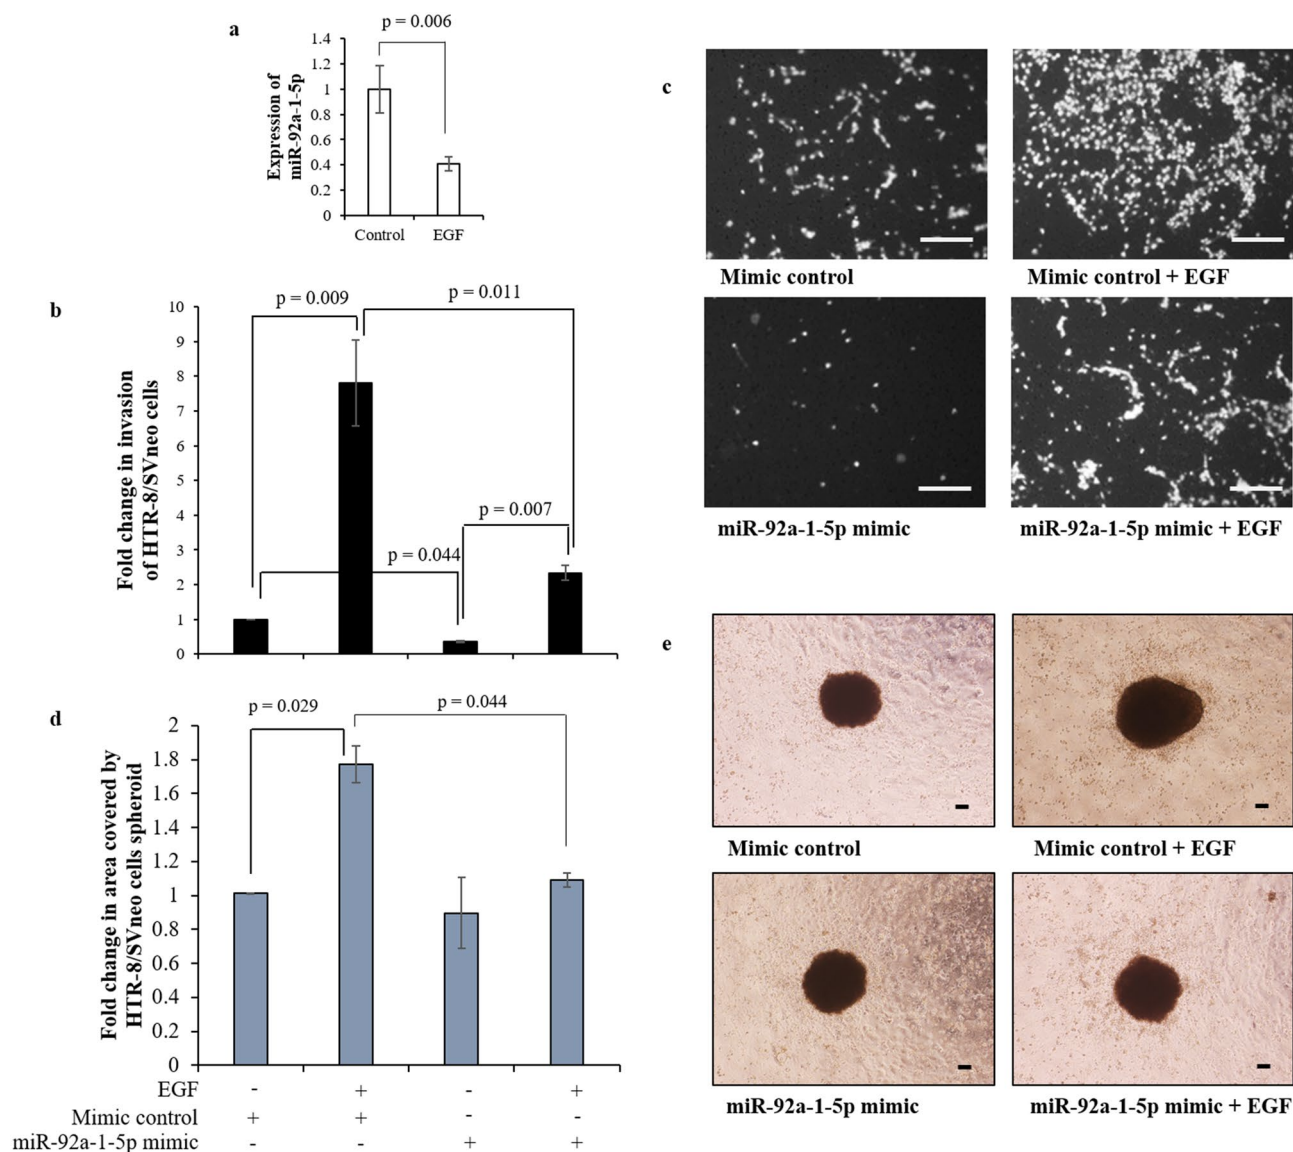 a
p = 0.006
Expression of
miR-92a-1-5p
1.4
1.2
1
0.8
0.6
0.4
0.2
0
Control EGF
b
p = 0.009
p = 0.011
p = 0.007
p = 0.044
Fold change in invasion
of HTR-8/SVneo cells
10
9
8
7
6
5
4
3
2
1
0
c
Mimic control
Mimic control + EGF
miR-92a-1-5p mimic
miR-92a-1-5p mimic + EGF
d
p = 0.029
p = 0.044
Fold change in area covered by
HTR-8/SVneo cells spheroid
2
1.8
1.6
1.4
1.2
1
0.8
0.6
0.4
0.2
0
EGF - + - +
Mimic control + + - -
miR-92a-1-5p mimic - - + +
e
Mimic control
Mimic control + EGF
miR-92a-1-5p mimic
miR-92a-1-5p mimic + EGF